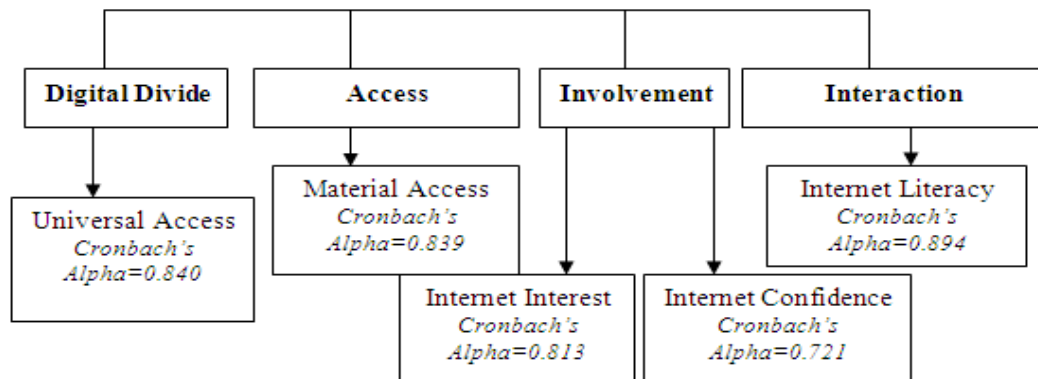 Digital Divide
Access
Involvement
Interaction
Universal Access
Cronbach's
Alpha=0.840
Material Access
Cronbach's
Alpha=0.839
Internet Interest
Cronbach's
Alpha=0.813
Internet Confidence
Cronbach's
Alpha=0.721
Internet Literacy
Cronbach's
Alpha=0.894